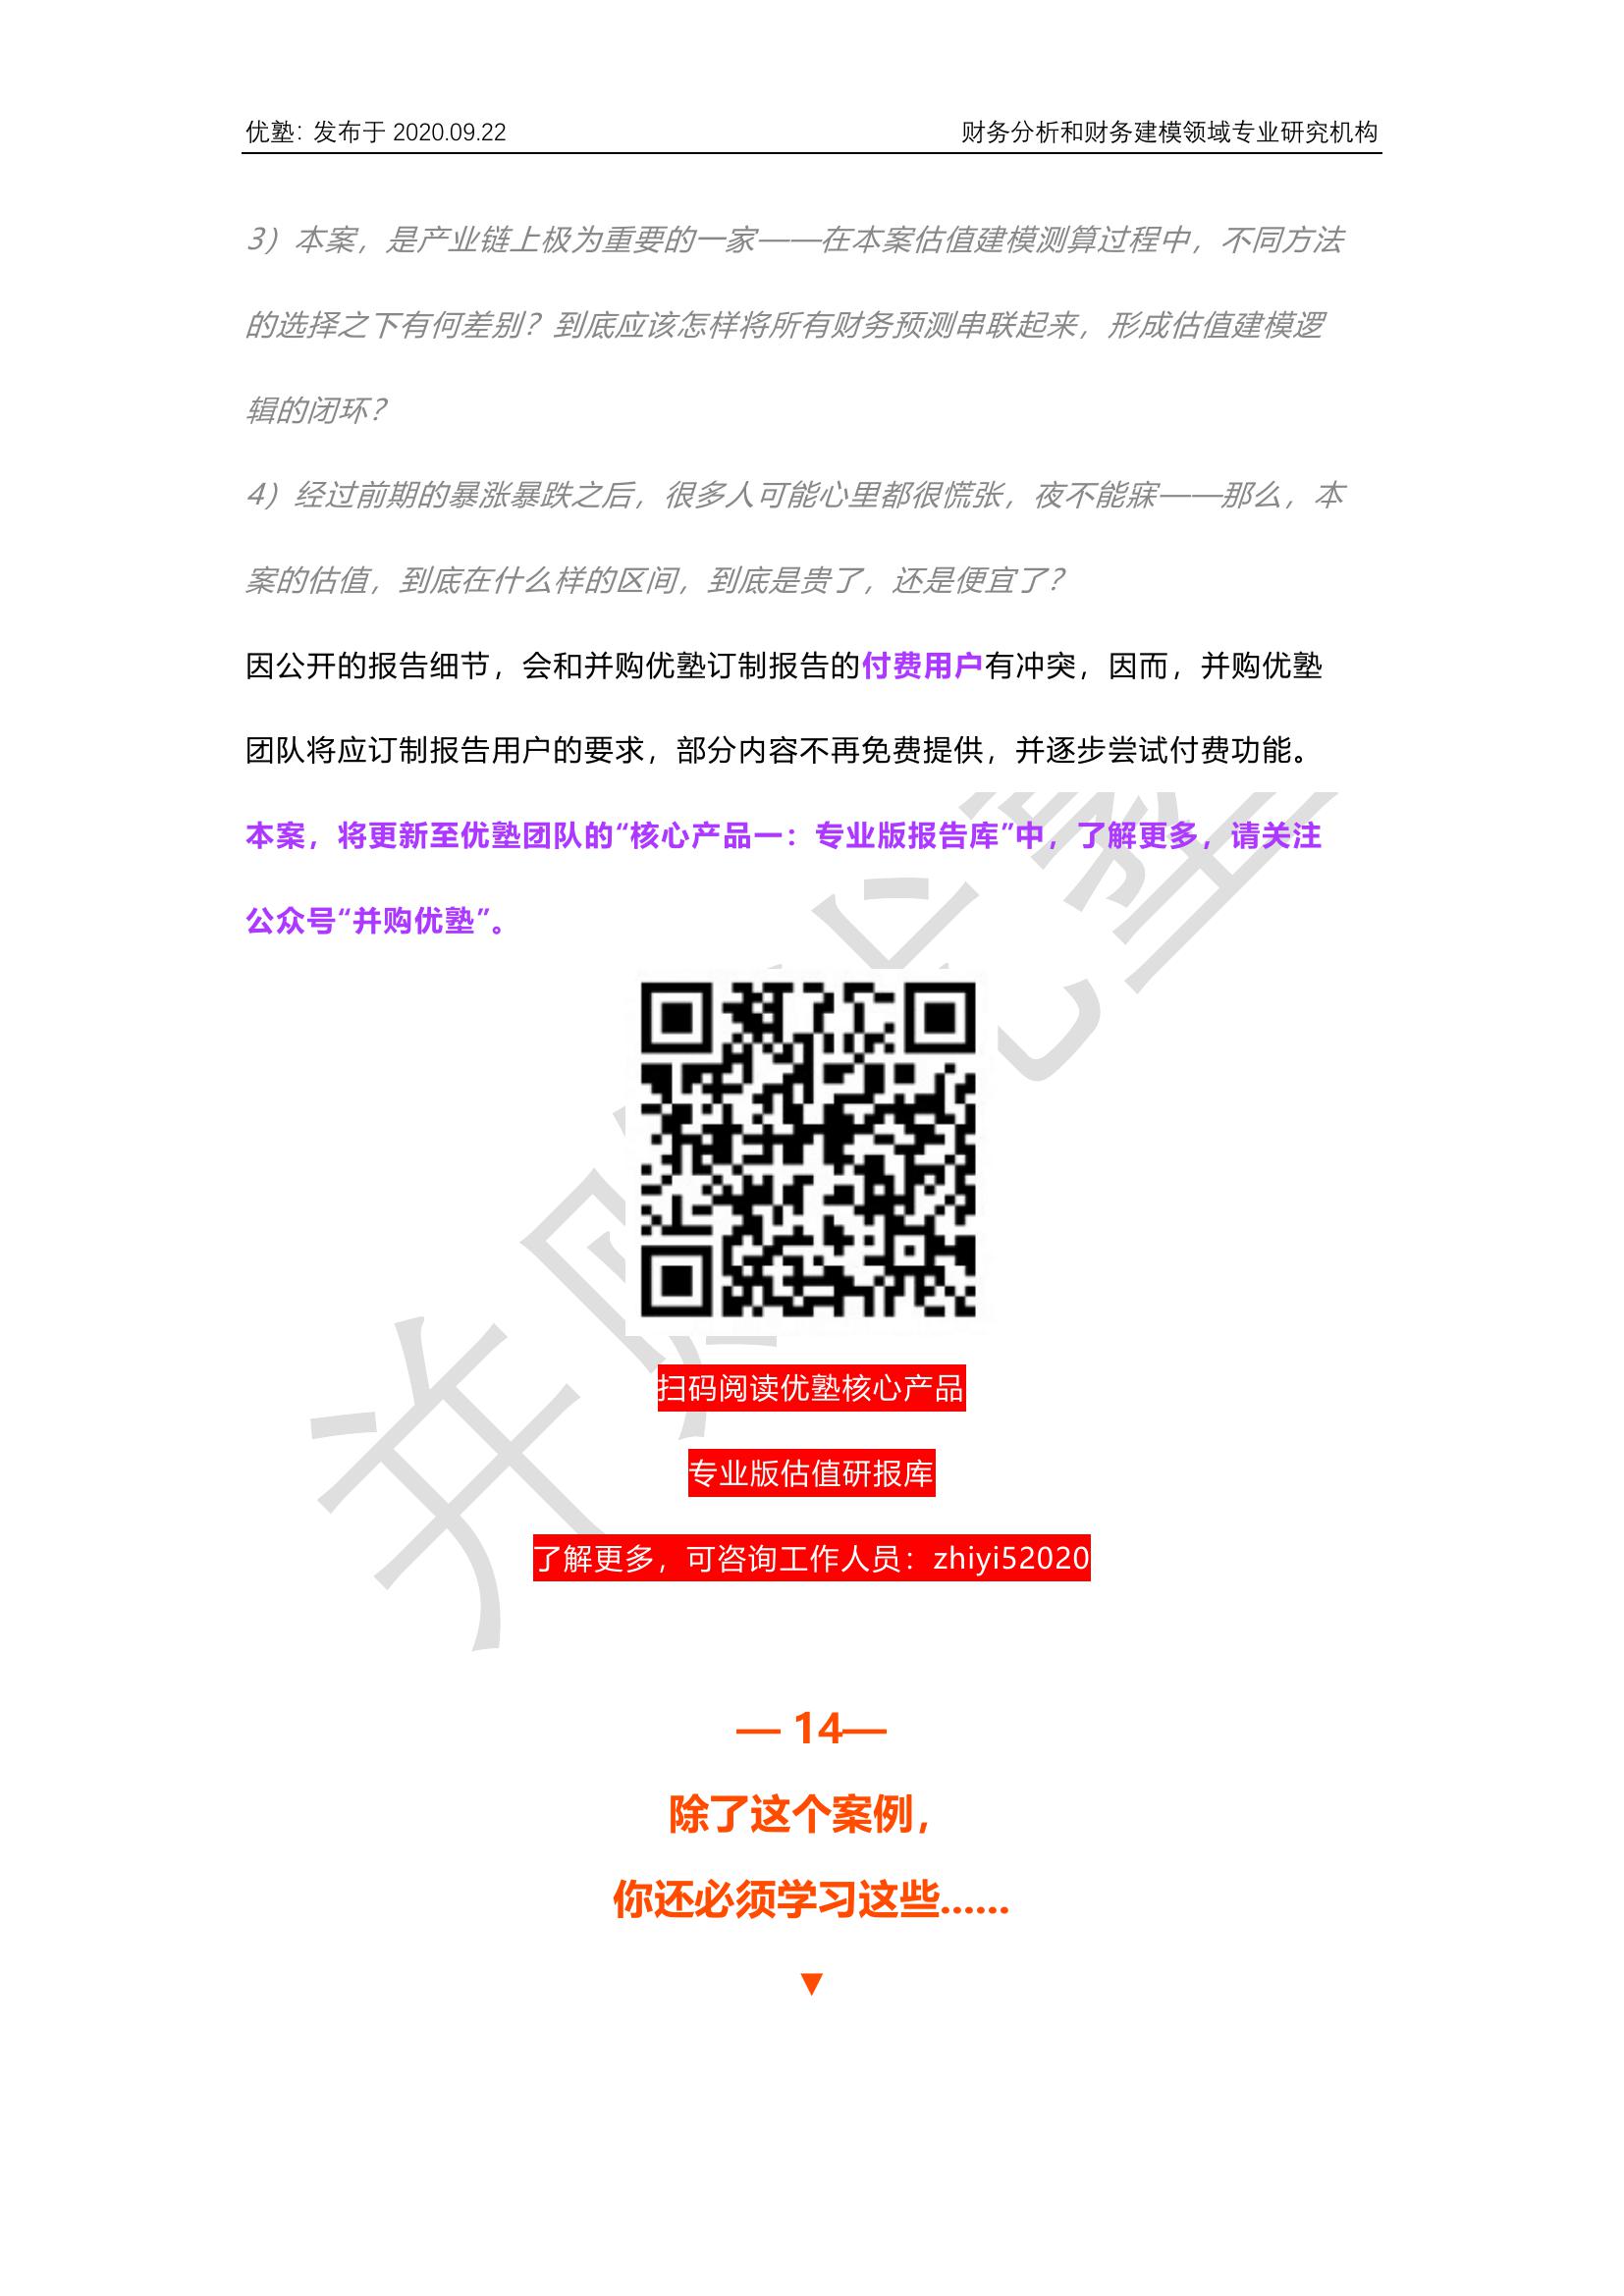 优塾：发布于 2020.09.22
财务分析和财务建模领域专业研究机构
3）本案，是产业链上极为重要的一家——在本案估值建模测算过程中，不同方法
的选择之下有何差别？到底应该怎样将所有财务预测串联起来，形成估值建模逻
辑的闭环？
4）经过前期的暴涨暴跌之后，很多人可能心里都很慌张，夜不能寐——那么，本
案的估值，到底在什么样的区间，到底是贵了，还是便宜了？
因公开的报告细节，会和并购优塾订制报告的付费用户有冲突，因而，并购优塾
团队将应订制报告用户的要求，部分内容不再免费提供，并逐步尝试付费功能。
本案，将更新至优塾团队的“核心产品一：专业版报告库”中，了解更多，请关注
公众号“并购优塾”。
扫码阅读优塾核心产品
专业版估值研报库
了解更多，可咨询工作人员：zhiyi52020
— 14—
除了这个案例，
你还必须学习这些……
▼
并购优塾